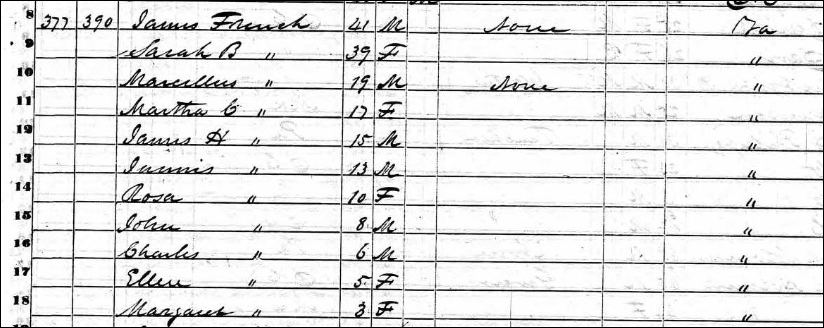 8 377 390 James French 41 M None Va
9 Sarah B " 39 F "
10 Marcellus " 19 M None "
11 Martha C " 17 F "
12 James H " 15 M "
13 " 13 M "
14 Rosa " 10 F "
15 John " 8 M "
16 Charles " 6 M "
17 Ellen " 5 F "
18 Margaret " 3 F "